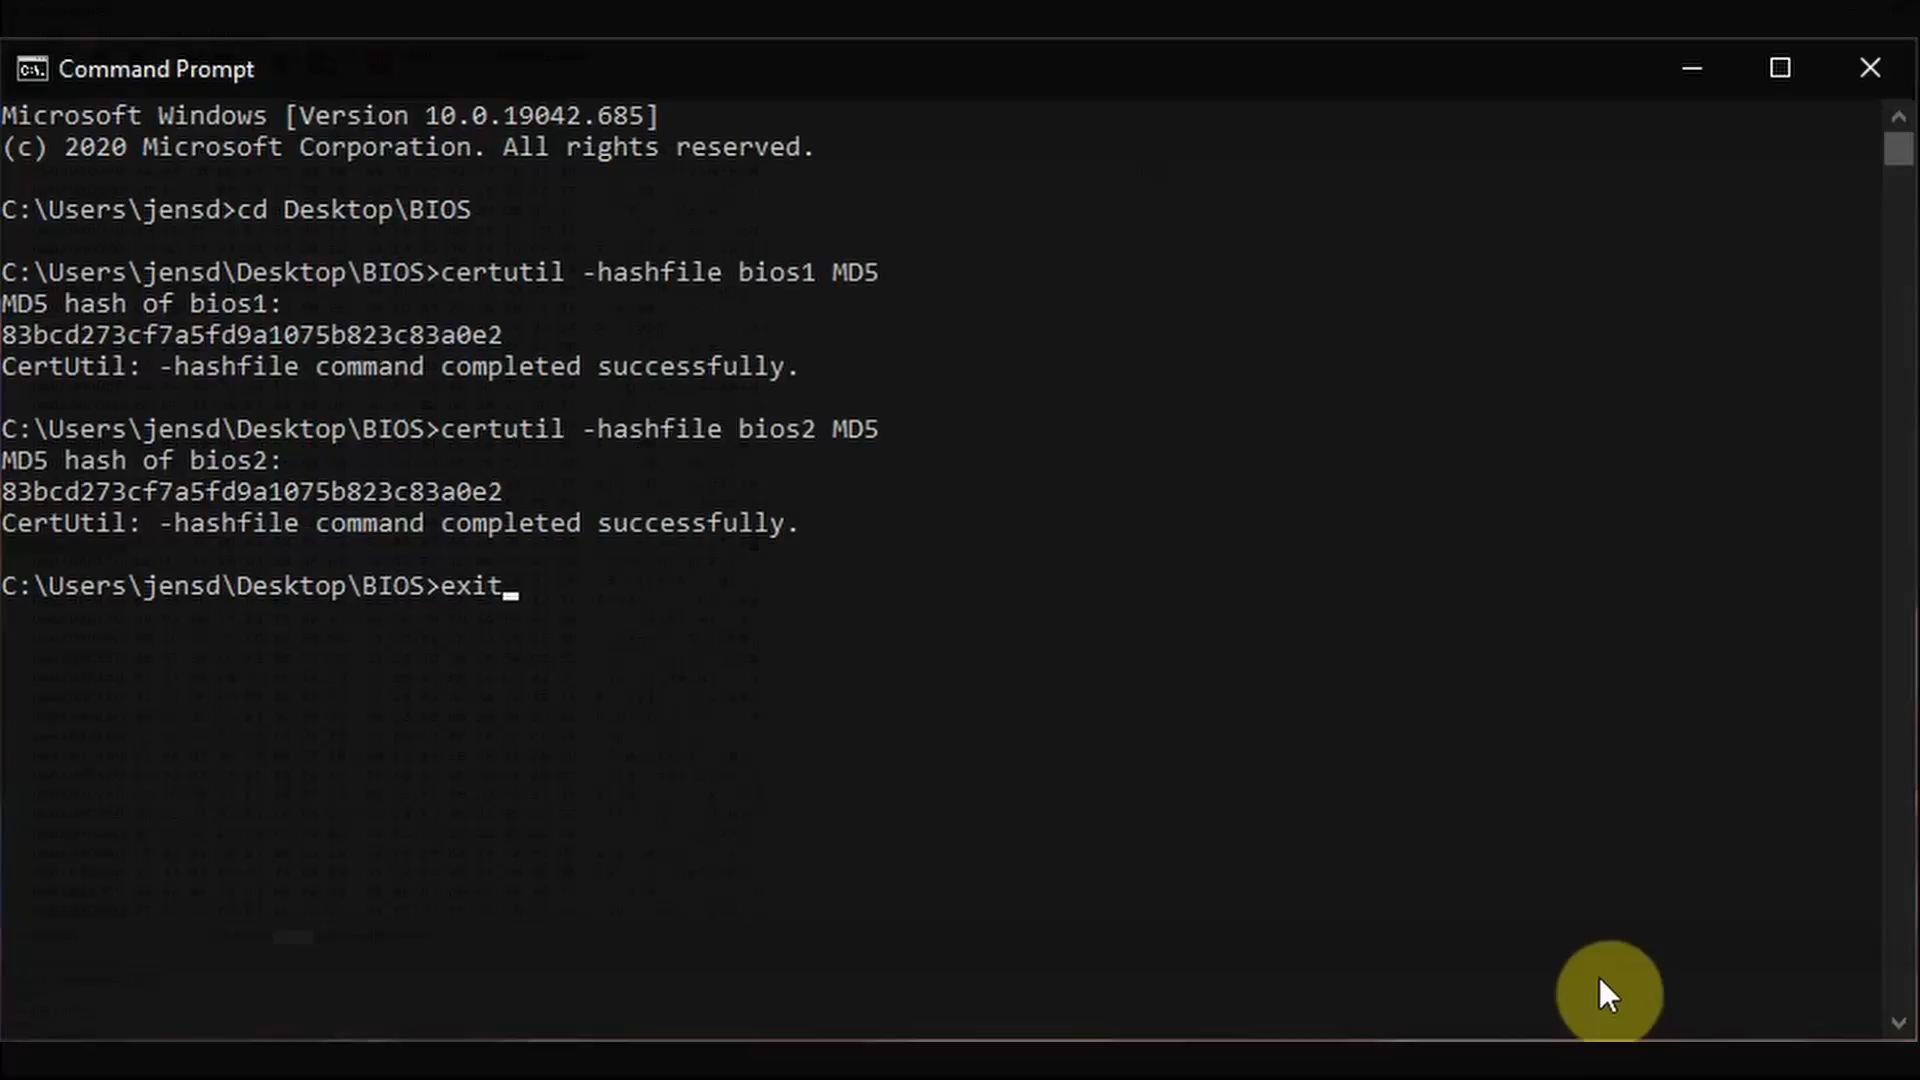 Command Prompt
Microsoft Windows [Version 10.0.19042.685]
(c) 2020 Microsoft Corporation. All rights reserved.
C:\Users\jensd>cd Desktop\BIOS
C:\Users\jensd\Desktop\BIOS>certutil -hashfile bios1 MD5
MD5 hash of bios1:
83bcd273cf7a5fd9a1075b823c83a0e2
CertUtil: -hashfile command completed successfully.
C:\Users\jensd\Desktop\BIOS>certutil -hashfile bios2 MD5
MD5 hash of bios2:
83bcd273cf7a5fd9a1075b823c83a0e2
CertUtil: -hashfile command completed successfully.
C:\Users\jensd\Desktop\BIOS>exit